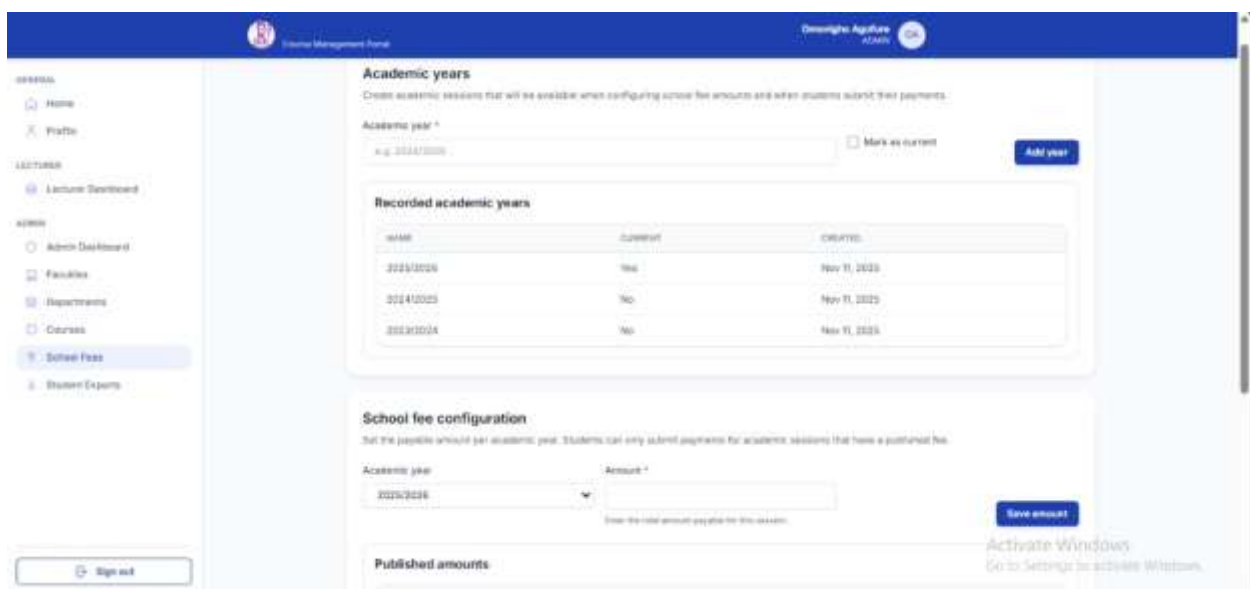 Course Management Portal
Omonigho Agofure
ADMIN
OA
GENERAL
Home
Profile
LECTURER
Lecturer Dashboard
ADMIN
Admin Dashboard
Faculties
Departments
Courses
School Fees
Student Exports
Sign out
Academic years
Create academic sessions that will be available when configuring school fee amounts and when students submit their payments.
Academic year *
e.g. 2024/2025
Mark as current
Add year
Recorded academic years
NAME CURRENT CREATED
2025/2026 Yes Nov 11, 2025
2024/2025 No Nov 11, 2025
2023/2024 No Nov 11, 2025
School fee configuration
Set the payable amount per academic year. Students can only submit payments for academic sessions that have a published fee.
Academic year Amount *
2025/2026
Enter the total amount payable for this session.
Save amount
Published amounts
Activate Windows
Go to Settings to activate Windows.